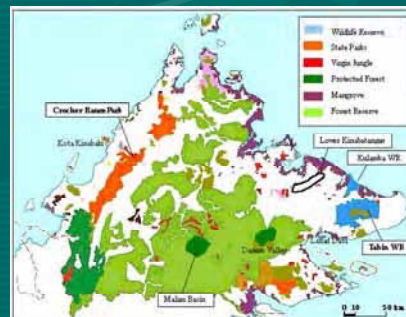 Wildlife Reserve
State Parks
Virgin Jungle
Protected Forest
Mangrove
Forest Reserve
Crocker Range Park
Kota Kinabalu
Lower Kinabatangan
Kulamba WR
Tabin WR
Danum Valley
Maliau Basin
0 10 50 km